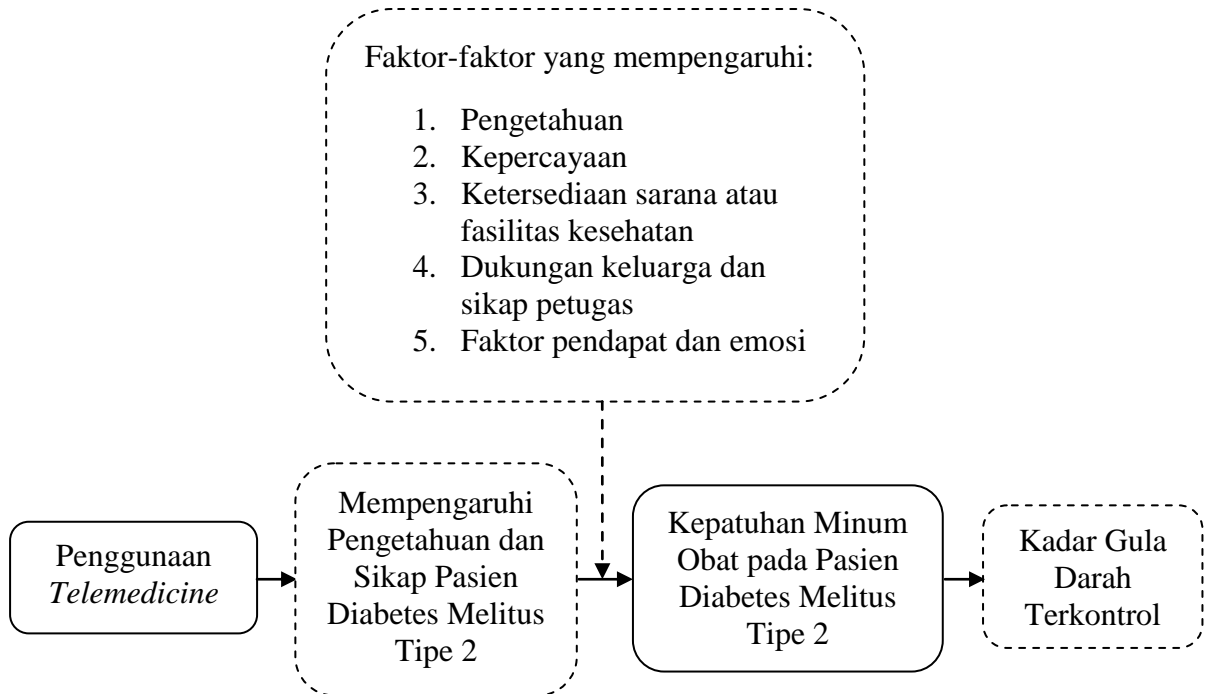 Faktor-faktor yang mempengaruhi:
1. Pengetahuan
2. Kepercayaan
3. Ketersediaan sarana atau
fasilitas kesehatan
4. Dukungan keluarga dan
sikap petugas
5. Faktor pendapat dan emosi
Penggunaan
Telemedicine
Mempengaruhi
Pengetahuan dan
Sikap Pasien
Diabetes Melitus
Tipe 2
Kepatuhan Minum
Obat pada Pasien
Diabetes Melitus
Tipe 2
Kadar Gula
Darah
Terkontrol